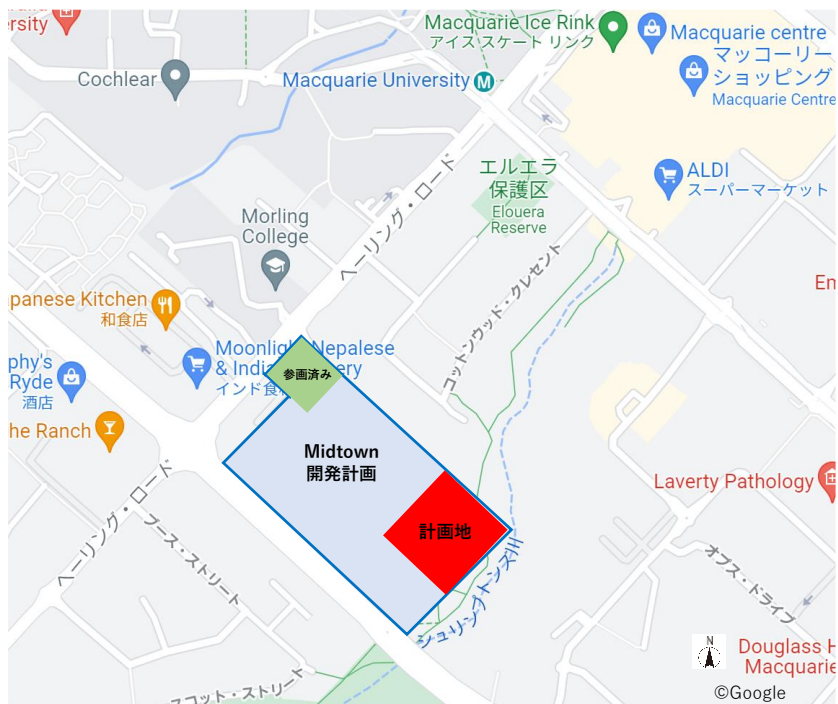 ersity
Macquarie Ice Rink
アイス スケート リンク
Macquarie centre
マッコーリー
ショッピング
Macquarie Centre
Cochlear
Macquarie University
M
エルエラ
保護区
Elouera
Reserve
ALDI
スーパーマーケット
ヘーリング・ロード
Morling
College
コットンウッド・クレセント
panese Kitchen
和食店
En
Moonlight Nepalese
& India
ery
インド食
参画済み
phy's
Ryde
酒店
he Ranch
Midtown
開発計画
計画地
Laverty Pathology
ヘーリング・ロード
ブース・ストリート
シュリンプトンズ川
オブス・ドライブ
スコット・ストリート
N
Douglass H
Macquarie
©Google